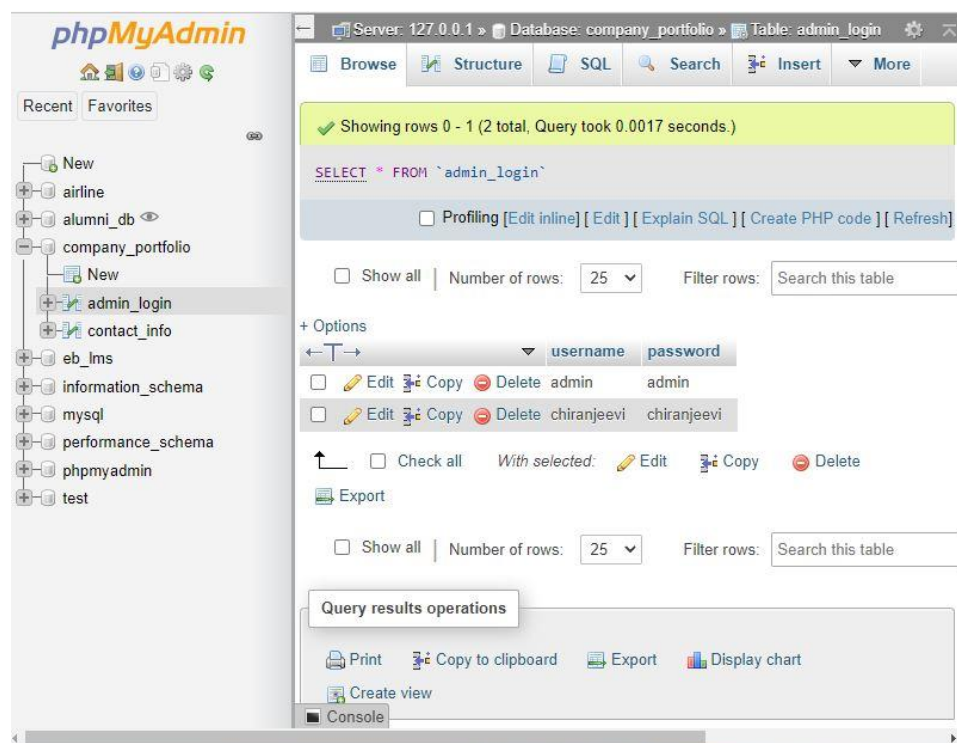 phpMyAdmin
Recent Favorites
New
airline
alumni_db
company_portfolio
New
admin_login
contact_info
eb_lms
information_schema
mysql
performance_schema
phpmyadmin
test
Server: 127.0.0.1 » Database: company_portfolio » Table: admin_login
Browse Structure SQL Search Insert More
Showing rows 0 - 1 (2 total, Query took 0.0017 seconds.)
SELECT * FROM `admin_login`
Profiling [Edit inline] [ Edit ] [ Explain SQL ] [ Create PHP code ] [ Refresh]
Show all | Number of rows: 25 Filter rows: Search this table
+ Options
←T→ username password
Edit Copy Delete admin admin
Edit Copy Delete chiranjeevi chiranjeevi
Check all With selected: Edit Copy Delete
Export
Show all | Number of rows: 25 Filter rows: Search this table
Query results operations
Print Copy to clipboard Export Display chart
Create view
Console